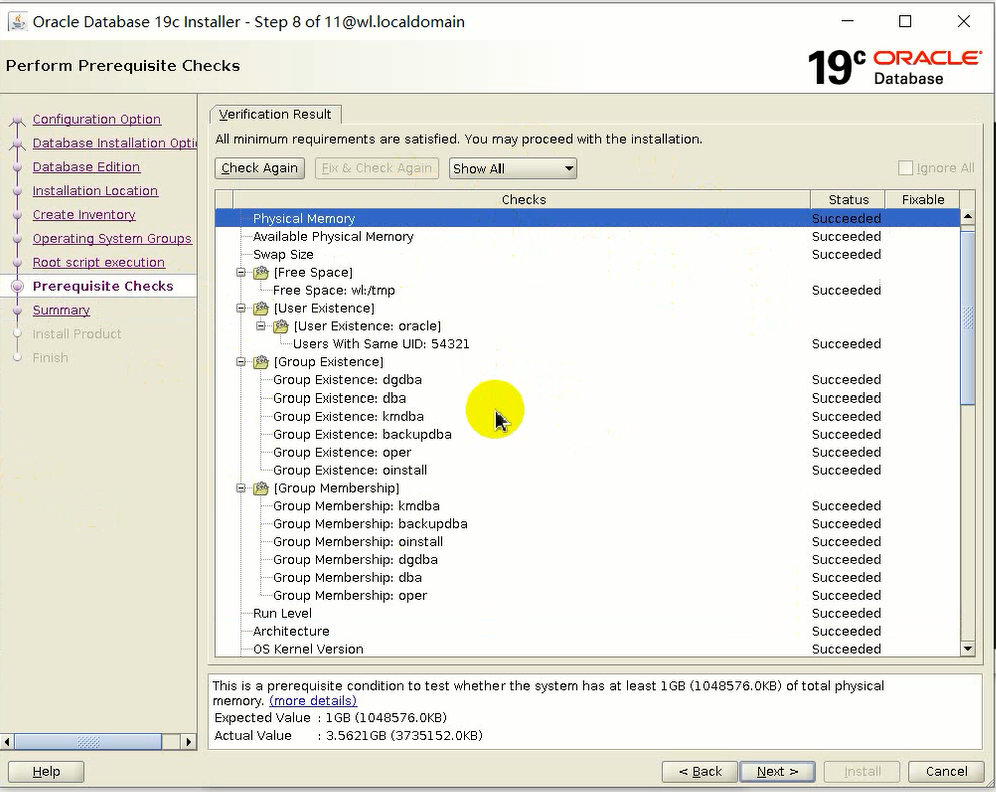 Oracle Database 19c Installer - Step 8 of 11@wl.localdomain
Perform Prerequisite Checks
19c ORACLE
Database
Configuration Option
Database Installation Opti
Database Edition
Installation Location
Create Inventory
Operating System Groups
Root script execution
Prerequisite Checks
Summary
Install Product
Finish
Verification Result
All minimum requirements are satisfied. You may proceed with the installation.
Check Again Fix & Check Again Show All Ignore All
Checks Status Fixable
Physical Memory Succeeded
Available Physical Memory Succeeded
Swap Size Succeeded
[Free Space]
Free Space: wl:/tmp Succeeded
[User Existence]
[User Existence: oracle]
Users With Same UID: 54321 Succeeded
[Group Existence]
Group Existence: dgdba Succeeded
Group Existence: dba Succeeded
Group Existence: kmdba Succeeded
Group Existence: backupdba Succeeded
Group Existence: oper Succeeded
Group Existence: oinstall Succeeded
[Group Membership]
Group Membership: kmdba Succeeded
Group Membership: backupdba Succeeded
Group Membership: oinstall Succeeded
Group Membership: dgdba Succeeded
Group Membership: dba Succeeded
Group Membership: oper Succeeded
Run Level Succeeded
Architecture Succeeded
OS Kernel Version Succeeded
This is a prerequisite condition to test whether the system has at least 1GB (1048576.0KB) of total physical
memory. (more details)
Expected Value : 1GB (1048576.0KB)
Actual Value : 3.5621GB (3735152.0KB)
Help < Back Next > Install Cancel